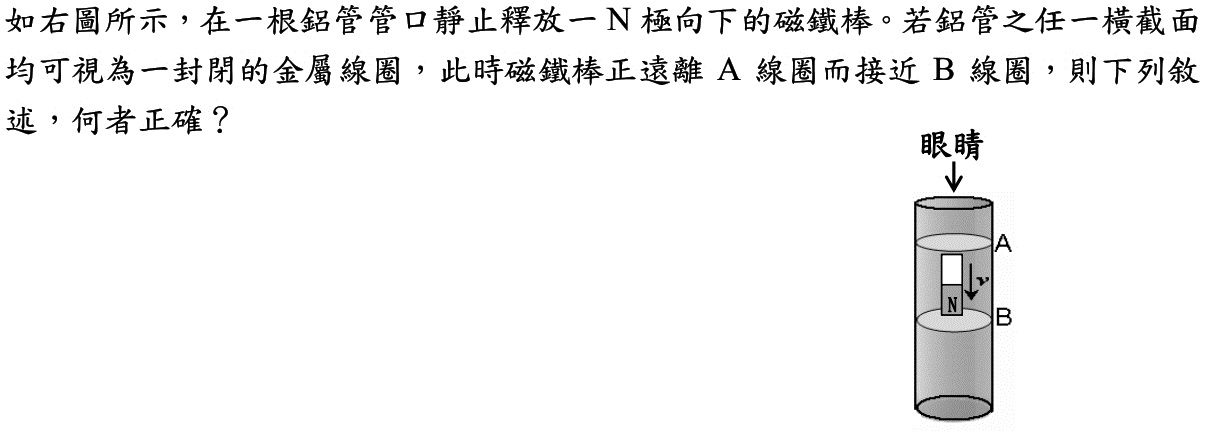 如右圖所示，在一根鋁管管口靜止釋放一 N 極向下的磁鐵棒。若鋁管之任一橫截面
均可視為一封閉的金屬線圈，此時磁鐵棒正遠離 A 線圈而接近 B 線圈，則下列敘
述，何者正確？
眼睛
A
v
N
B